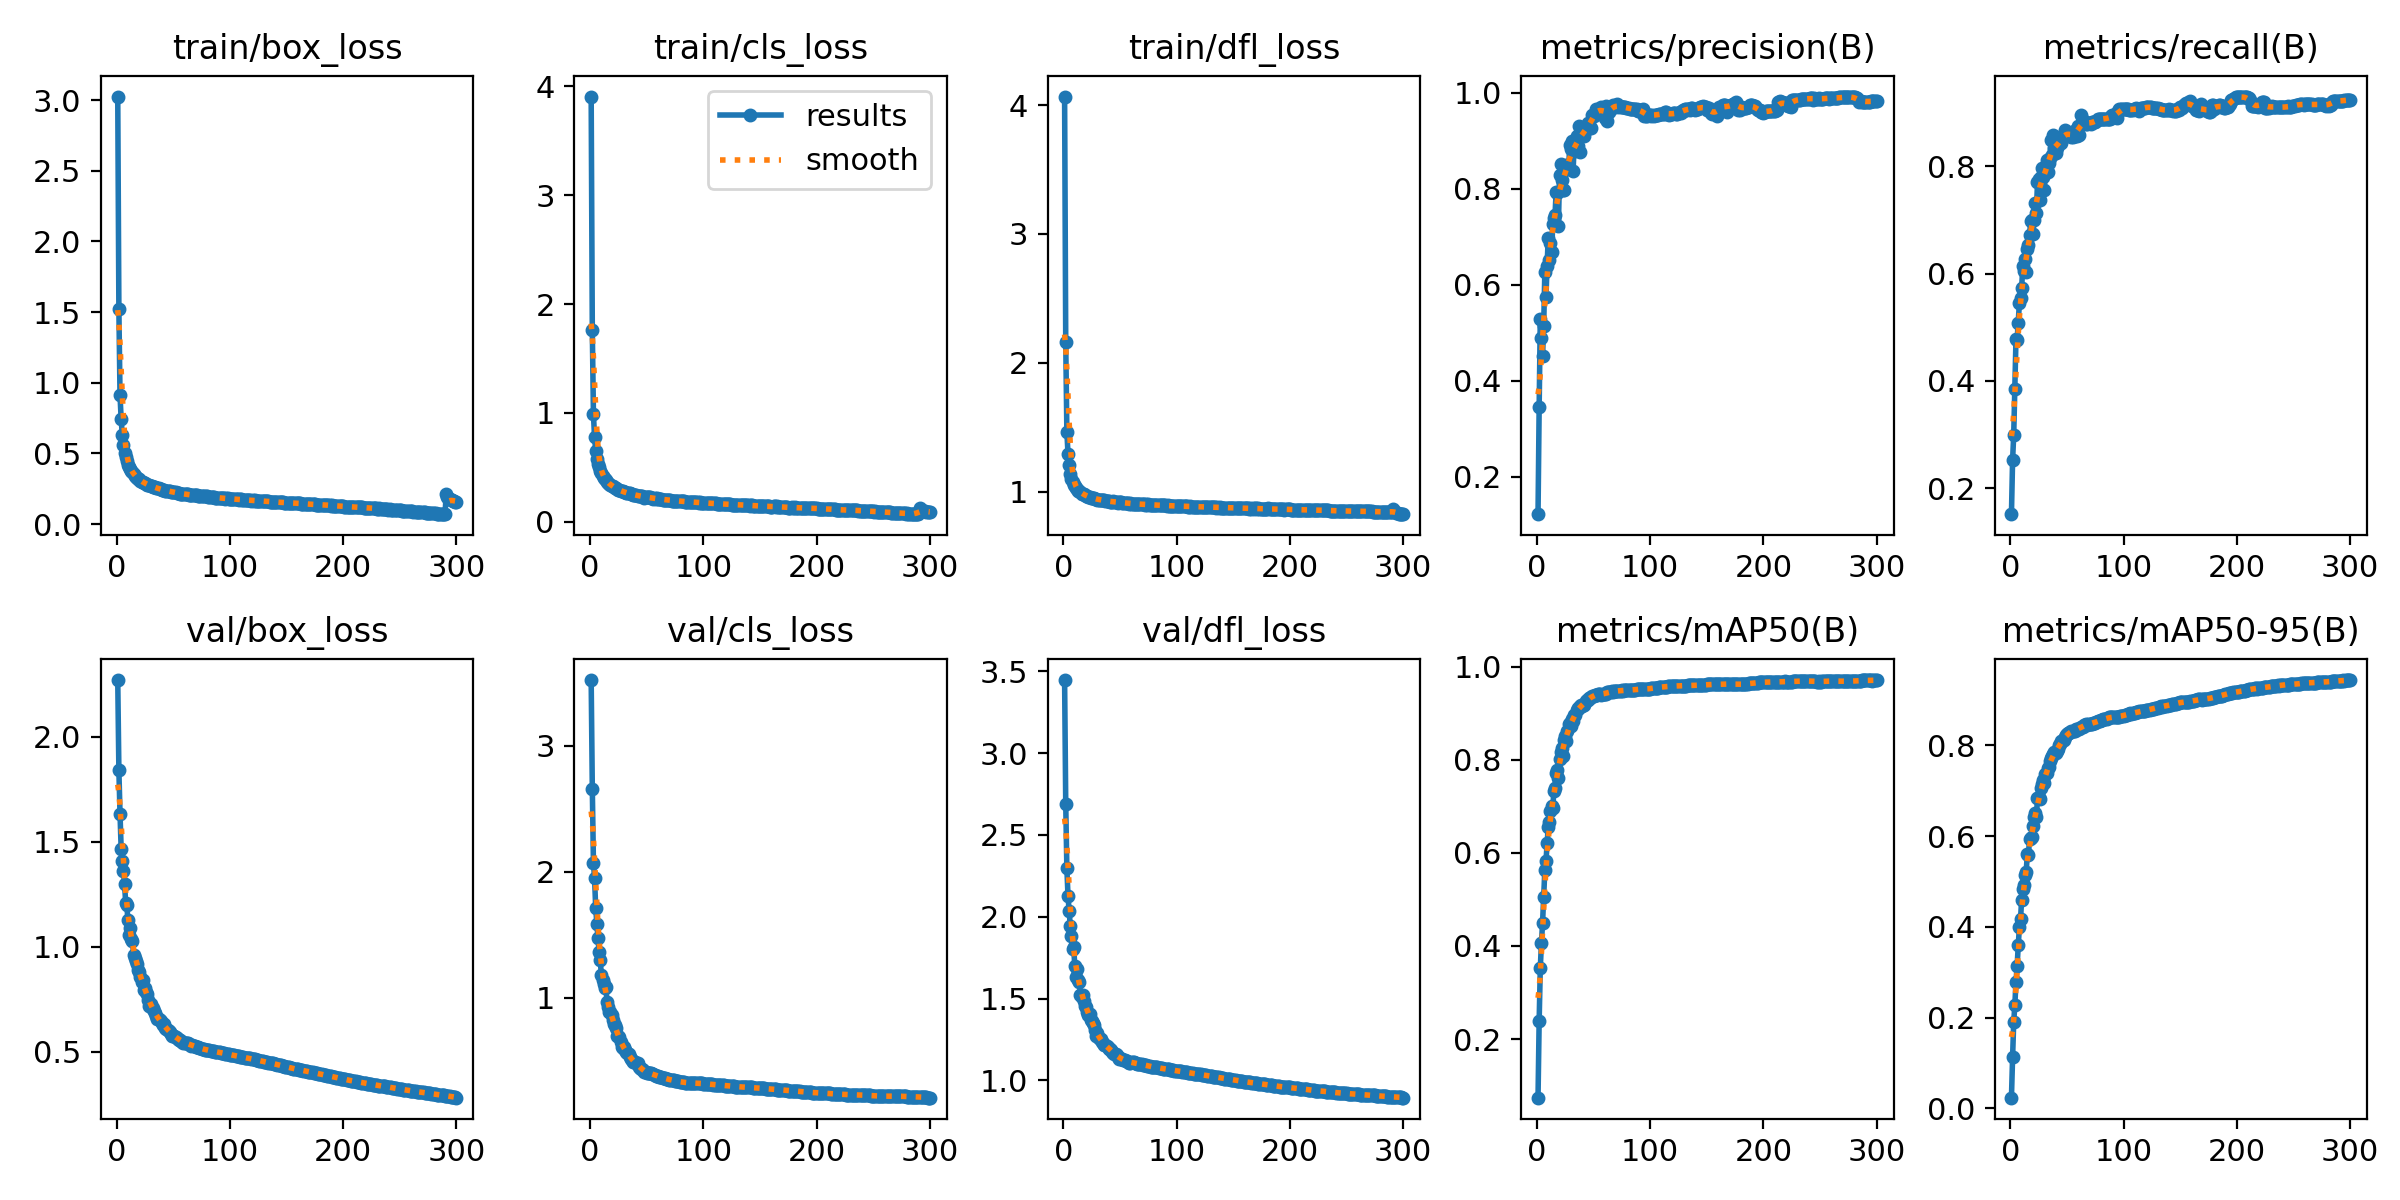 train/box_loss
3.0
2.5
2.0
1.5
1.0
0.5
0.0
0 100 200 300
train/cls_loss
results
smooth
4
3
2
1
0
0 100 200 300
train/dfl_loss
4
3
2
1
0 100 200 300
metrics/precision(B)
1.0
0.8
0.6
0.4
0.2
0 100 200 300
metrics/recall(B)
0.8
0.6
0.4
0.2
0 100 200 300
val/box_loss
2.0
1.5
1.0
0.5
0 100 200 300
val/cls_loss
3
2
1
0 100 200 300
val/dfl_loss
3.5
3.0
2.5
2.0
1.5
1.0
0 100 200 300
metrics/mAP50(B)
1.0
0.8
0.6
0.4
0.2
0 100 200 300
metrics/mAP50-95(B)
0.8
0.6
0.4
0.2
0.0
0 100 200 300